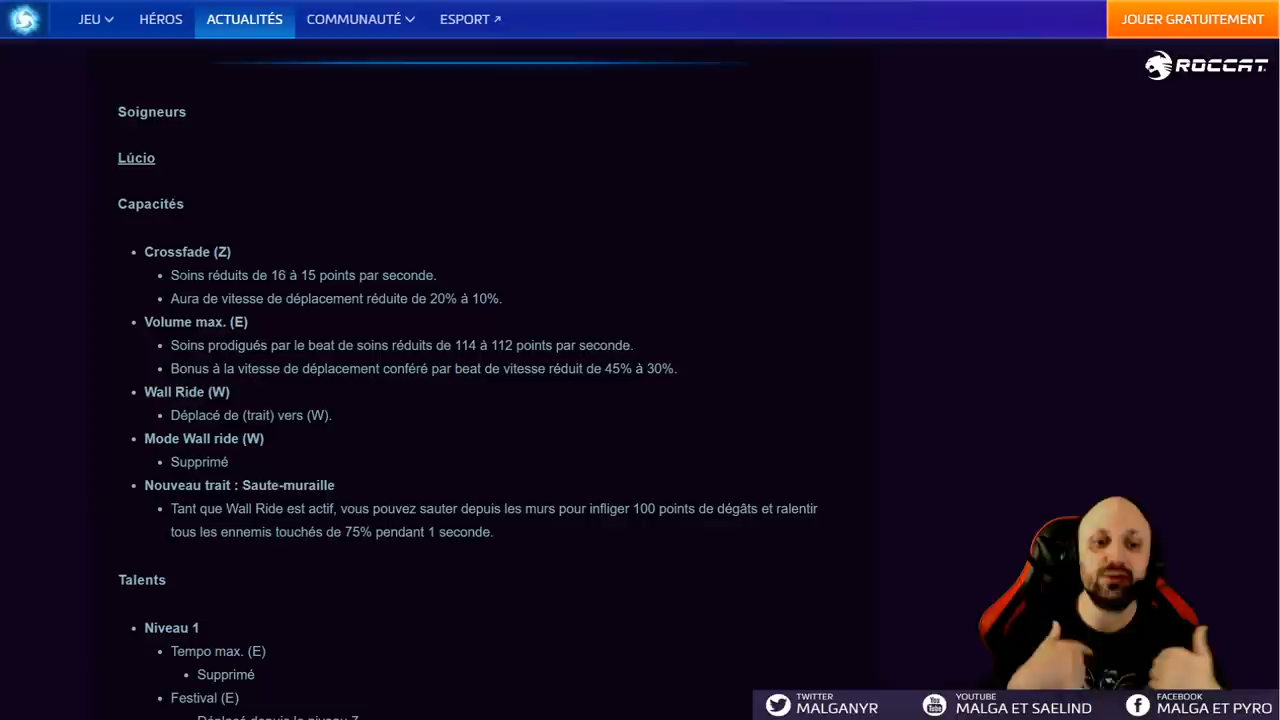 JEU HÉROS ACTUALITÉS COMMUNAUTÉ ESPORT JOUER GRATUITEMENT
ROCCAT
Soigneurs
Lúcio
Capacités
Crossfade (Z)
Soins réduits de 16 à 15 points par seconde.
Aura de vitesse de déplacement réduite de 20% à 10%.
Volume max. (E)
Soins prodigués par le beat de soins réduits de 114 à 112 points par seconde.
Bonus à la vitesse de déplacement conféré par beat de vitesse réduit de 45% à 30%.
Wall Ride (W)
Déplacé de (trait) vers (W).
Mode Wall ride (W)
Supprimé
Nouveau trait : Saute-muraille
Tant que Wall Ride est actif, vous pouvez sauter depuis les murs pour infliger 100 points de dégâts et ralentir
tous les ennemis touchés de 75% pendant 1 seconde.
Talents
Niveau 1
Tempo max. (E)
Supprimé
Festival (E)
TWITTER
MALGANYR
YOUTUBE
MALGA ET SAELIND
FACEBOOK
MALGA ET PYRO